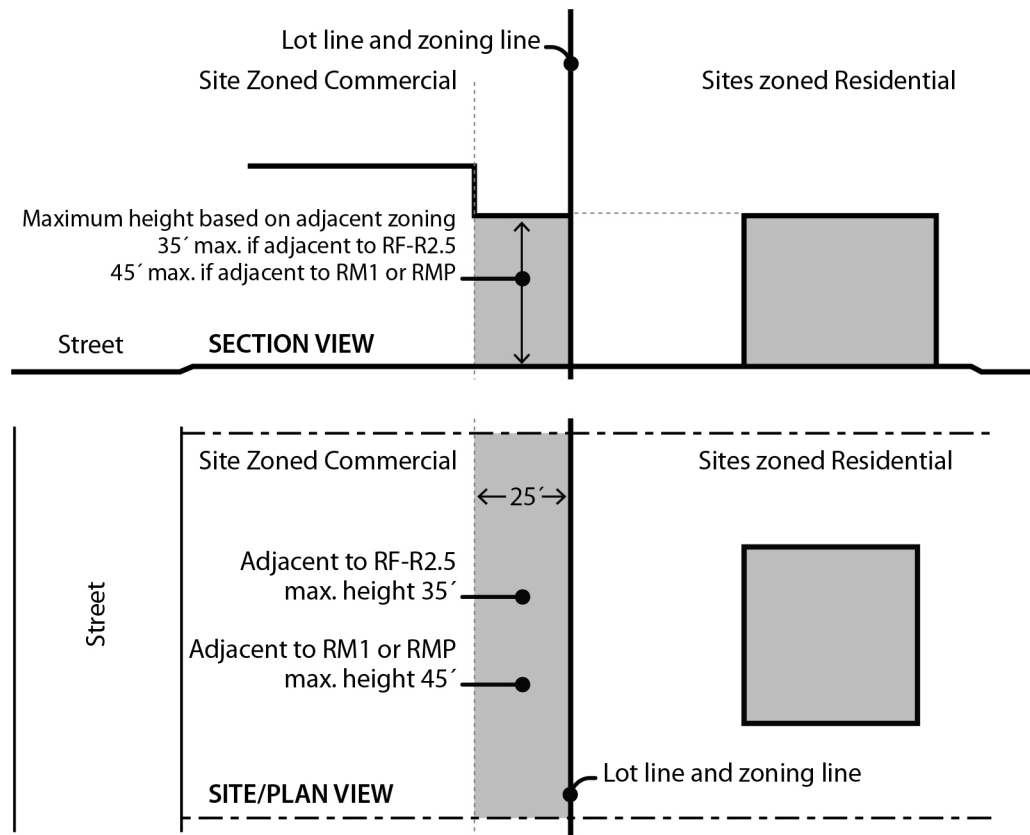 Lot line and zoning line
Site Zoned Commercial
Sites zoned Residential
Maximum height based on adjacent zoning
35´ max. if adjacent to RF-R2.5
45´ max. if adjacent to RM1 or RMP
Street
SECTION VIEW
Site Zoned Commercial
Sites zoned Residential
25´
Adjacent to RF-R2.5
max. height 35´
Street
Adjacent to RM1 or RMP
max. height 45´
Lot line and zoning line
SITE/PLAN VIEW